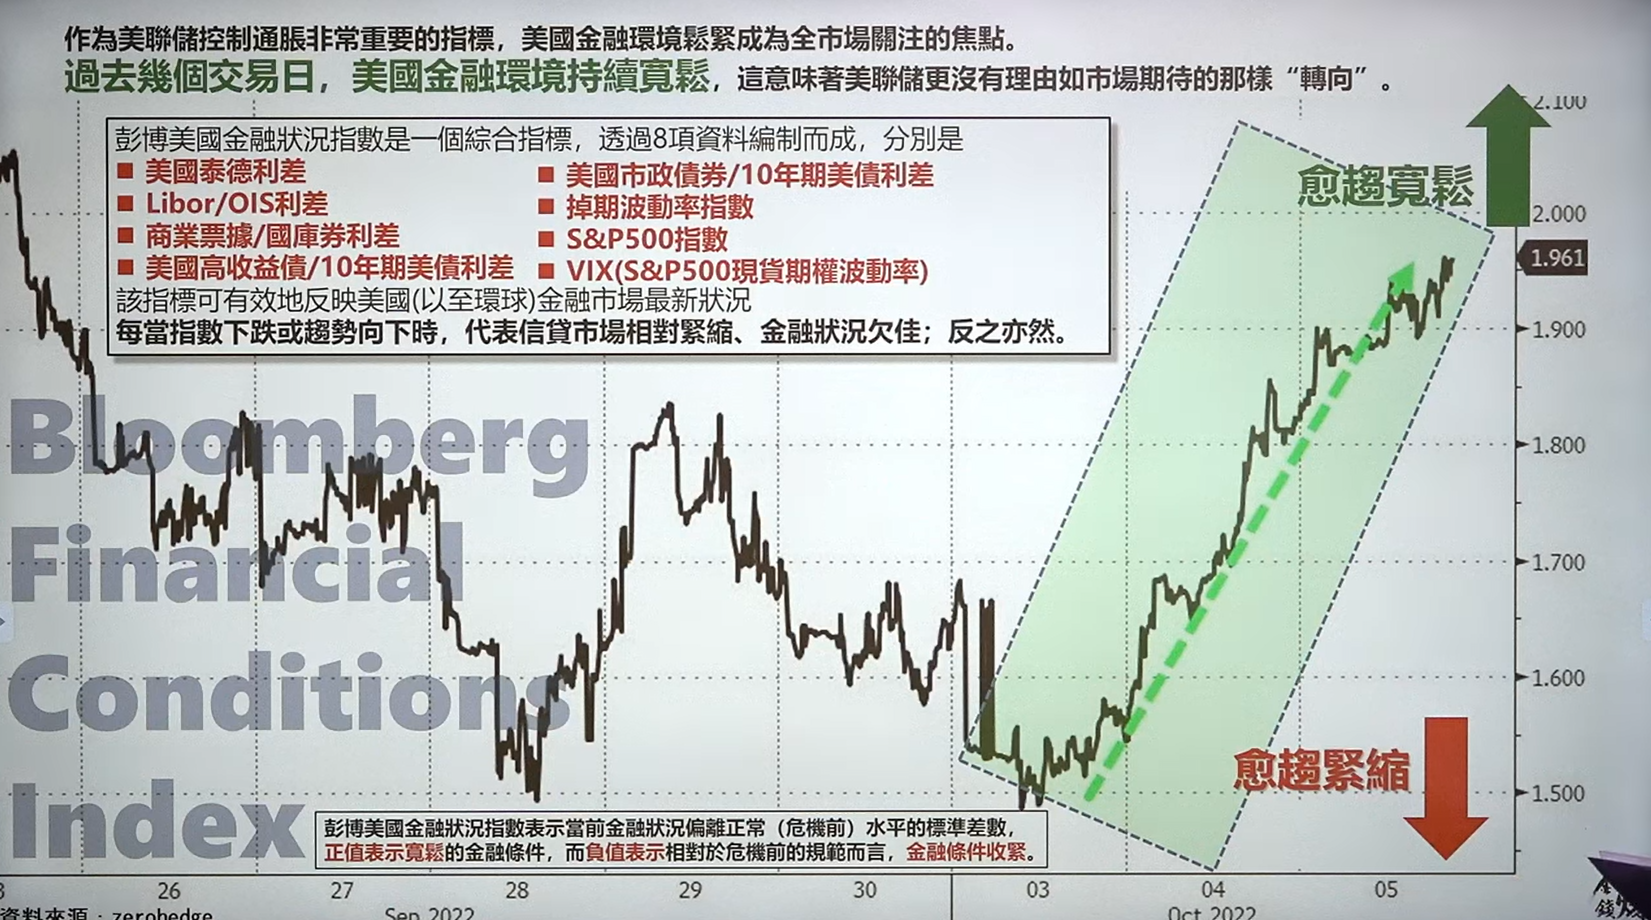 作為美聯儲控制通脹非常重要的指標，美國金融環境鬆緊成為全市場關注的焦點。
過去幾個交易日，美國金融環境持續寬鬆，這意味著美聯儲更沒有理由如市場期待的那樣“轉向”。
彭博美國金融狀況指數是一個綜合指標，透過8項資料編制而成，分別是
■ 美國泰德利差
■ Libor/OIS利差
■ 商業票據/國庫券利差
■ 美國高收益債/10年期美債利差
■ 美國市政債券/10年期美債利差
■ 掉期波動率指數
■ S&P500指數
■ VIX(S&P500現貨期權波動率)
該指標可有效地反映美國(以至環球)金融市場最新狀況
每當指數下跌或趨勢向下時，代表信貸市場相對緊縮、金融狀況欠佳；反之亦然。
愈趨寬鬆
2.100
2.000
1.961
1.900
1.800
1.700
1.600
1.500
Bloomberg
Financial
Conditions
Index
愈趨緊縮
彭博美國金融狀況指數表示當前金融狀況偏離正常（危機前）水平的標準差數，
正值表示寬鬆的金融條件，而負值表示相對於危機前的規範而言，金融條件收緊。
26 27 28 29 30 03 04 05
Sep 2022 Oct 2022
資料來源：zerohedge